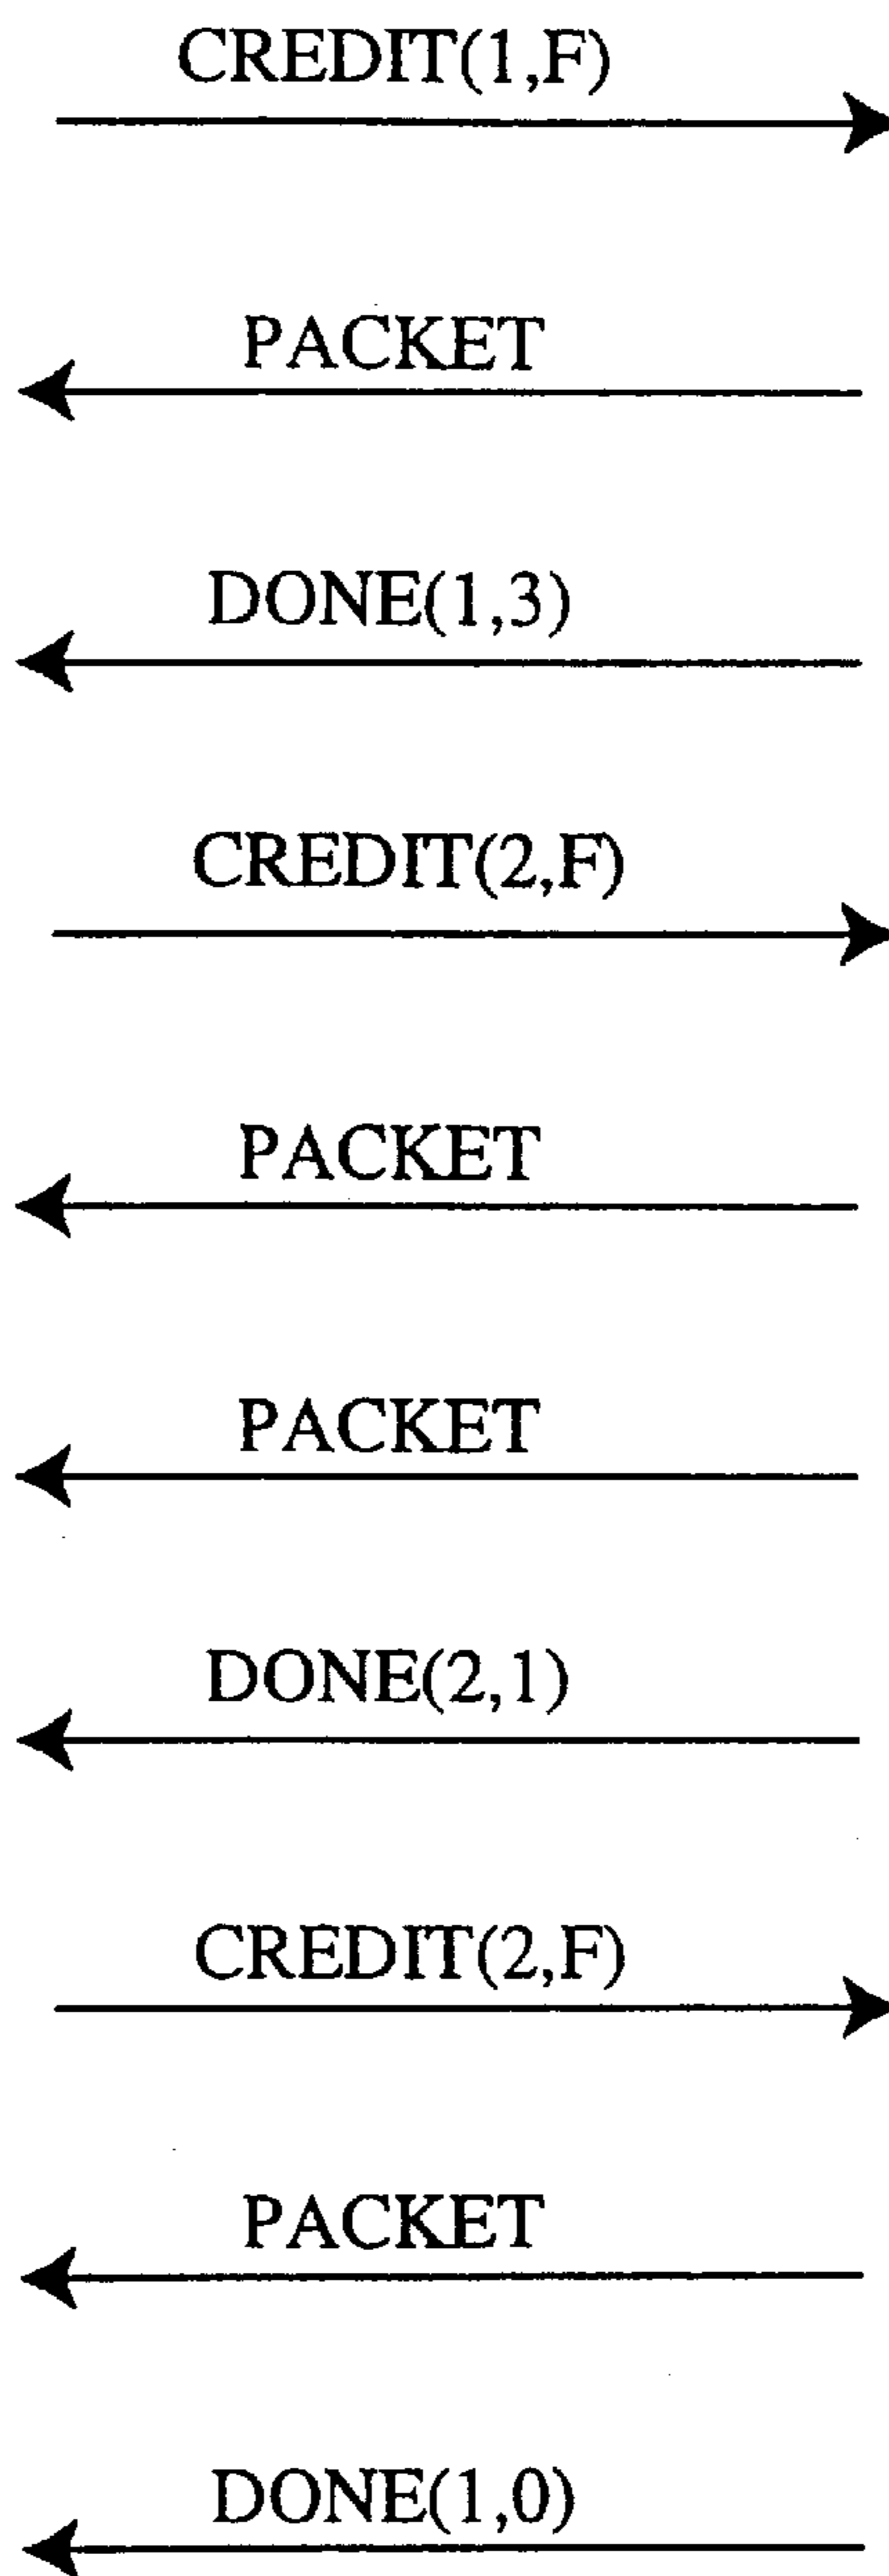 CREDIT(1,F)
PACKET
DONE(1,3)
CREDIT(2,F)
PACKET
PACKET
DONE(2,1)
CREDIT(2,F)
PACKET
DONE(1,0)